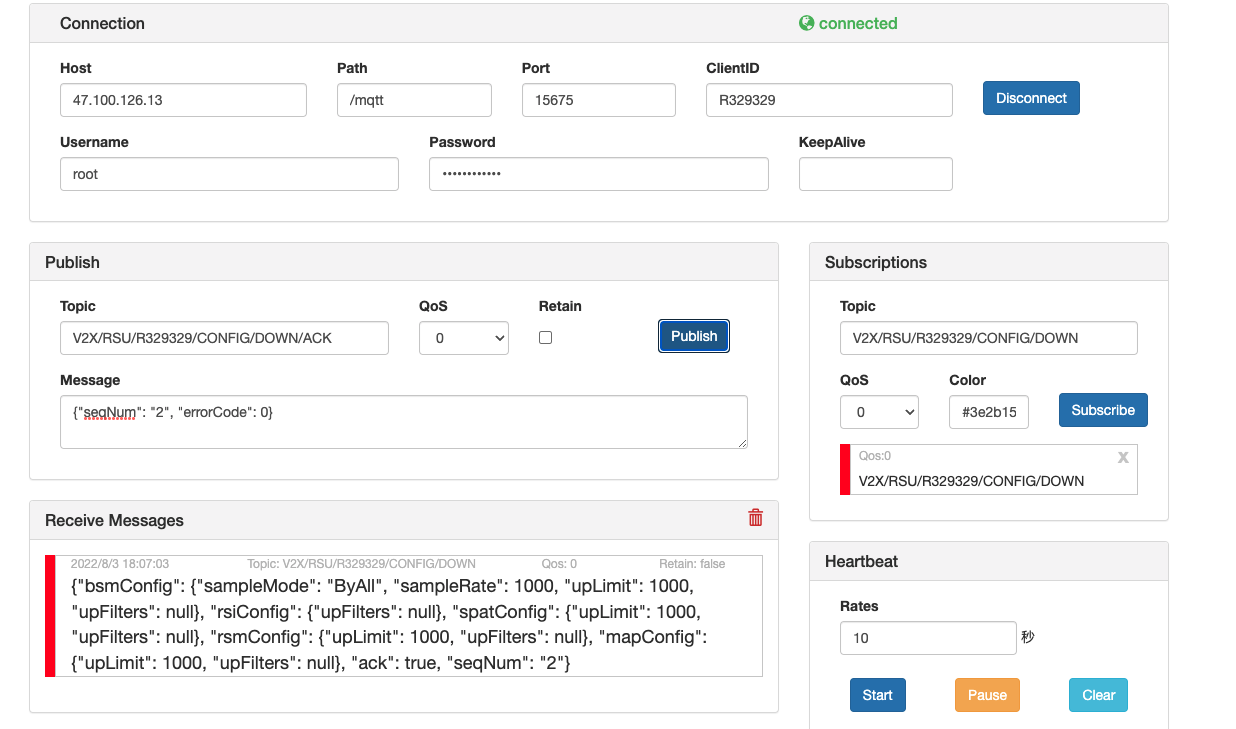 Connection
connected
Host
Path
Port
ClientID
47.100.126.13
/mqtt
15675
R329329
Disconnect
Username
Password
KeepAlive
root
••••••••••••
Publish
Topic
QoS
Retain
V2X/RSU/R329329/CONFIG/DOWN/ACK
0
Publish
Message
{"seqNum": "2", "errorCode": 0}
Subscriptions
Topic
V2X/RSU/R329329/CONFIG/DOWN
QoS
Color
0
#3e2b15
Subscribe
Qos:0
X
V2X/RSU/R329329/CONFIG/DOWN
Receive Messages
2022/8/3 18:07:03
Topic: V2X/RSU/R329329/CONFIG/DOWN
Qos: 0
Retain: false
{"bsmConfig": {"sampleMode": "ByAll", "sampleRate": 1000, "upLimit": 1000,
"upFilters": null}, "rsiConfig": {"upFilters": null}, "spatConfig": {"upLimit": 1000,
"upFilters": null}, "rsmConfig": {"upLimit": 1000, "upFilters": null}, "mapConfig":
{"upLimit": 1000, "upFilters": null}, "ack": true, "seqNum": "2"}
Heartbeat
Rates
10
秒
Start
Pause
Clear